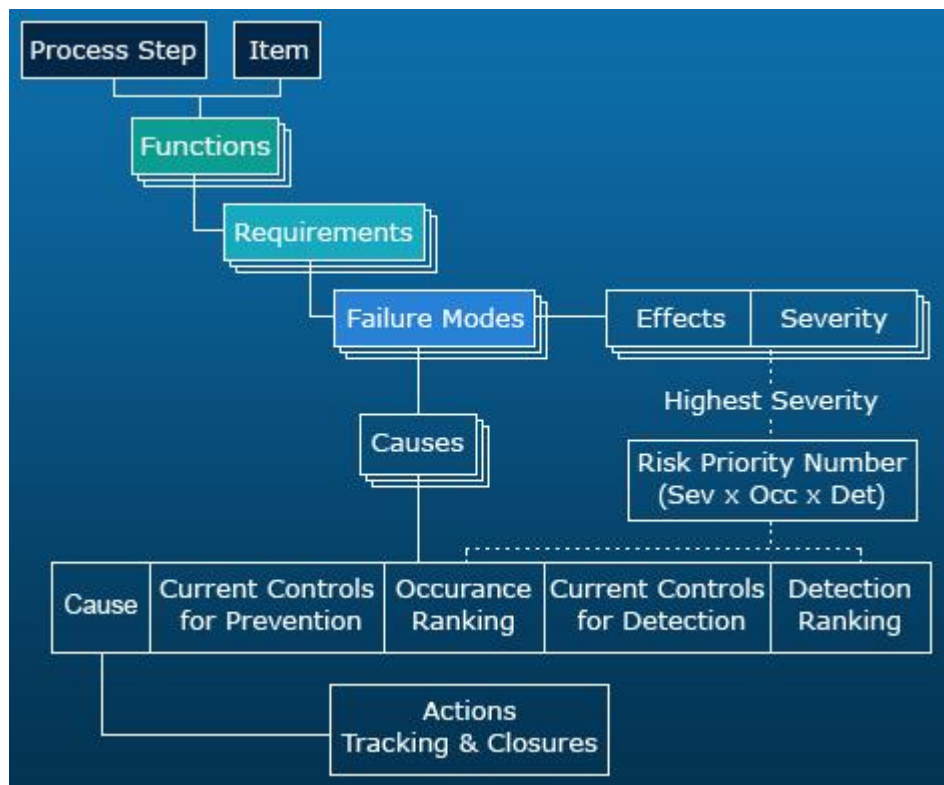 Process Step
Item
Functions
Requirements
Failure Modes
Effects
Severity
Highest Severity
Causes
Risk Priority Number
(Sev x Occ x Det)
Cause
Current Controls
for Prevention
Occurance
Ranking
Current Controls
for Detection
Detection
Ranking
Actions
Tracking & Closures